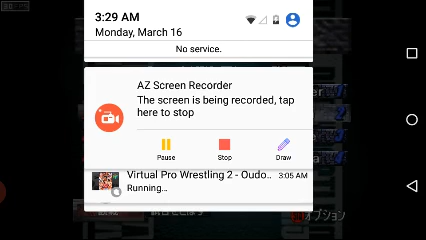 3:29 AM
Monday, March 16
No service.
AZ Screen Recorder
The screen is being recorded, tap
here to stop
Pause
Stop
Draw
Virtual Pro Wrestling 2 - Oudo..
3:05 AM
Running...
オプション